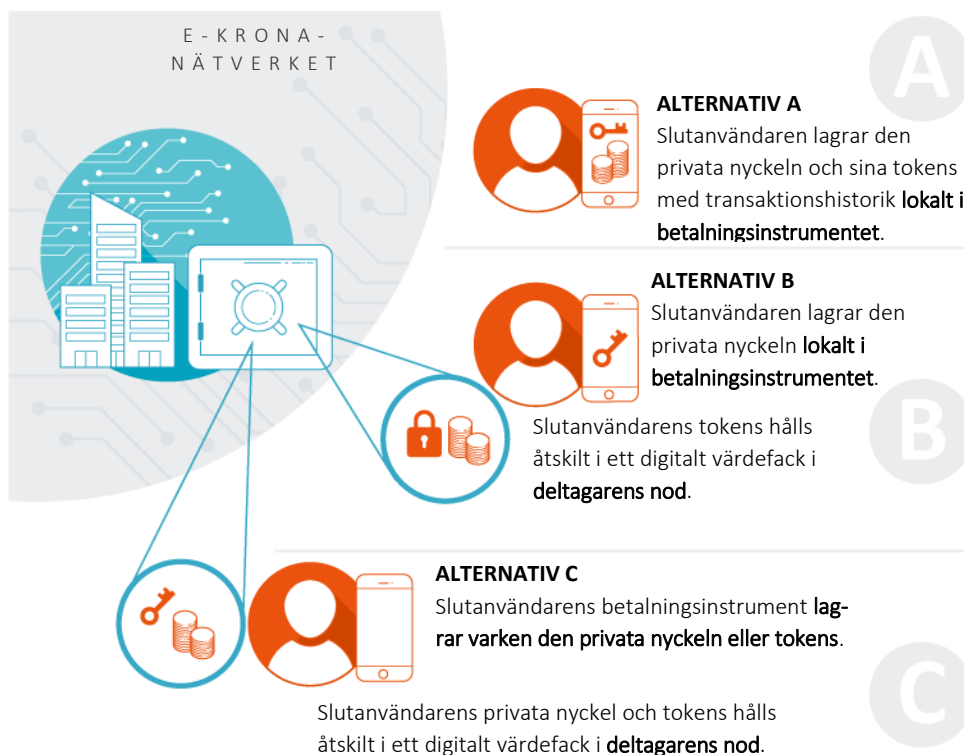 E-KRONA-
NÄTVERKET
A
ALTERNATIV A
Slutanvändaren lagrar den
privata nyckeln och sina tokens
med transaktionshistorik lokalt i
betalningsinstrumentet.
ALTERNATIV B
Slutanvändaren lagrar den
privata nyckeln lokalt i
betalningsinstrumentet.
B
Slutanvändarens tokens hålls
åtskilt i ett digitalt värdefack i
deltagarens nod.
ALTERNATIV C
Slutanvändarens betalningsinstrument lag-
rar varken den privata nyckeln eller tokens.
C
Slutanvändarens privata nyckel och tokens hålls
åtskilt i ett digitalt värdefack i deltagarens nod.